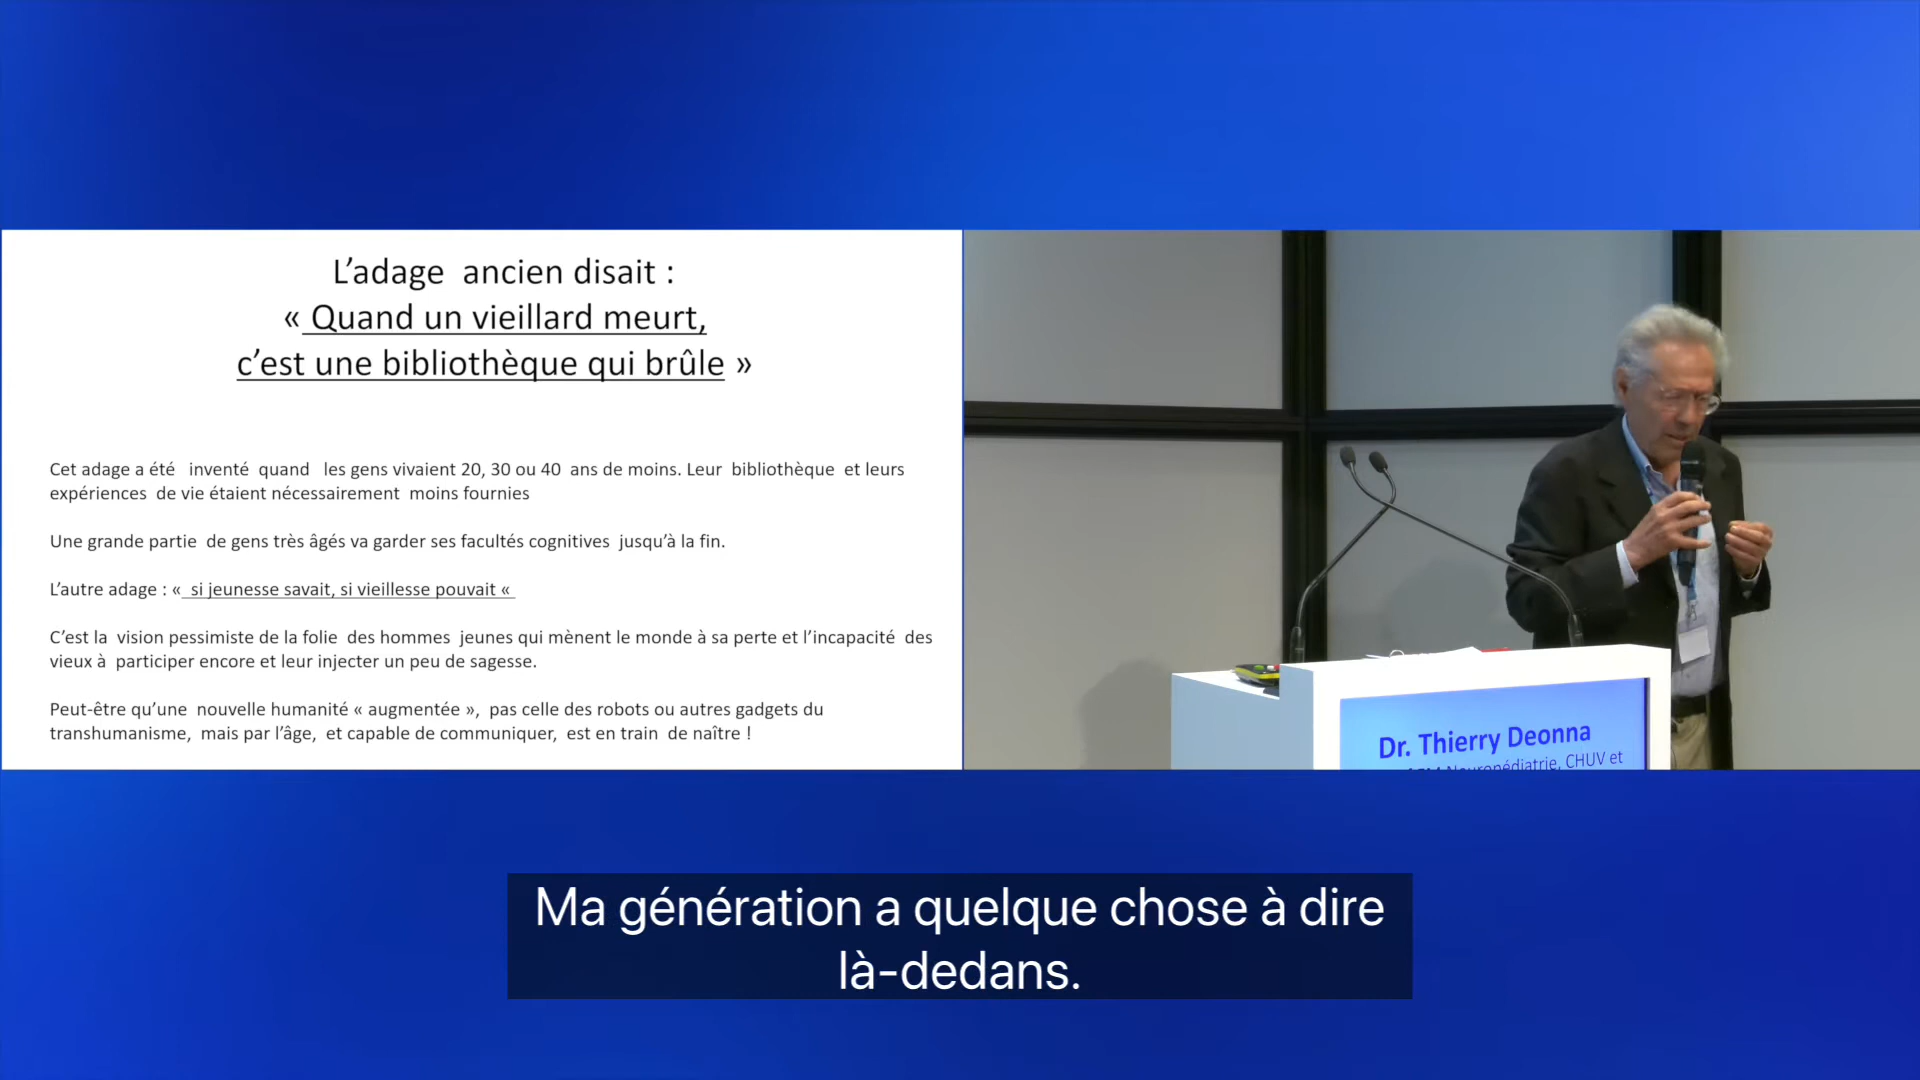 L’adage ancien disait :
« Quand un vieillard meurt,
c’est une bibliothèque qui brûle »
Cet adage a été inventé quand les gens vivaient 20, 30 ou 40 ans de moins. Leur bibliothèque et leurs
expériences de vie étaient nécessairement moins fournies
Une grande partie de gens très âgés va garder ses facultés cognitives jusqu’à la fin.
L’autre adage : « si jeunesse savait, si vieillesse pouvait «
C’est la vision pessimiste de la folie des hommes jeunes qui mènent le monde à sa perte et l’incapacité des
vieux à participer encore et leur injecter un peu de sagesse.
Peut-être qu’une nouvelle humanité « augmentée », pas celle des robots ou autres gadgets du
transhumanisme, mais par l’âge, et capable de communiquer, est en train de naître !
Dr. Thierry Deonna
Neuropédiatrie, CHUV et
Ma génération a quelque chose à dire
là-dedans.